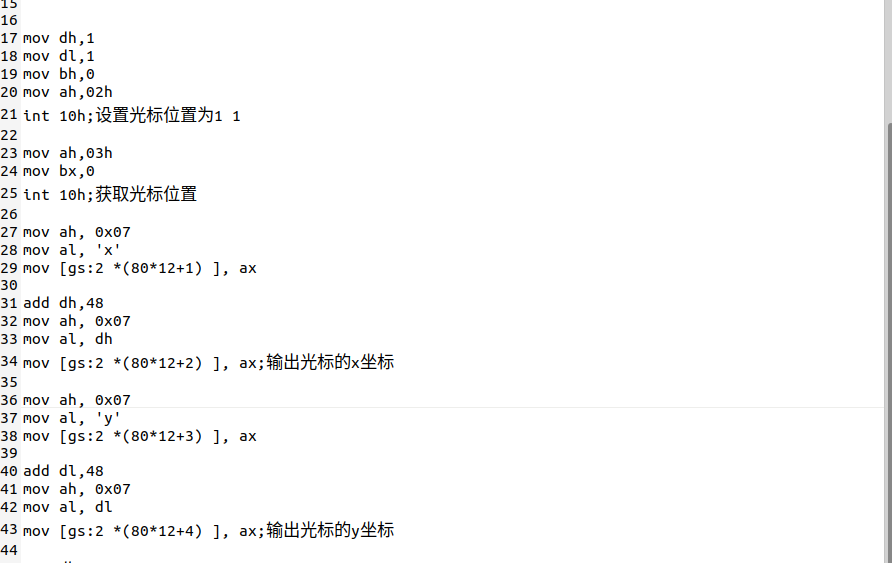 15
16
17 mov dh,1
18 mov dl,1
19 mov bh,0
20 mov ah,02h
21 int 10h;设置光标位置为1 1
22
23 mov ah,03h
24 mov bx,0
25 int 10h;获取光标位置
26
27 mov ah, 0x07
28 mov al, 'x'
29 mov [gs:2 *(80*12+1) ], ax
30
31 add dh,48
32 mov ah, 0x07
33 mov al, dh
34 mov [gs:2 *(80*12+2) ], ax;输出光标的x坐标
35
36 mov ah, 0x07
37 mov al, 'y'
38 mov [gs:2 *(80*12+3) ], ax
39
40 add dl,48
41 mov ah, 0x07
42 mov al, dl
43 mov [gs:2 *(80*12+4) ], ax;输出光标的y坐标
44